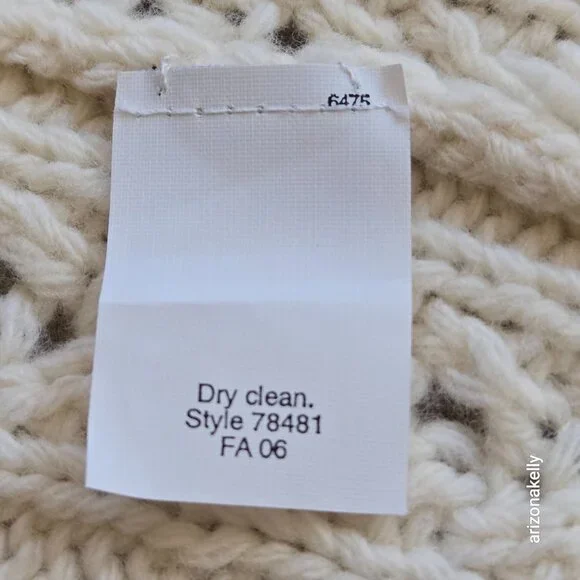 6475
Dry clean.
Style 78481
FA 06
arizonakelly